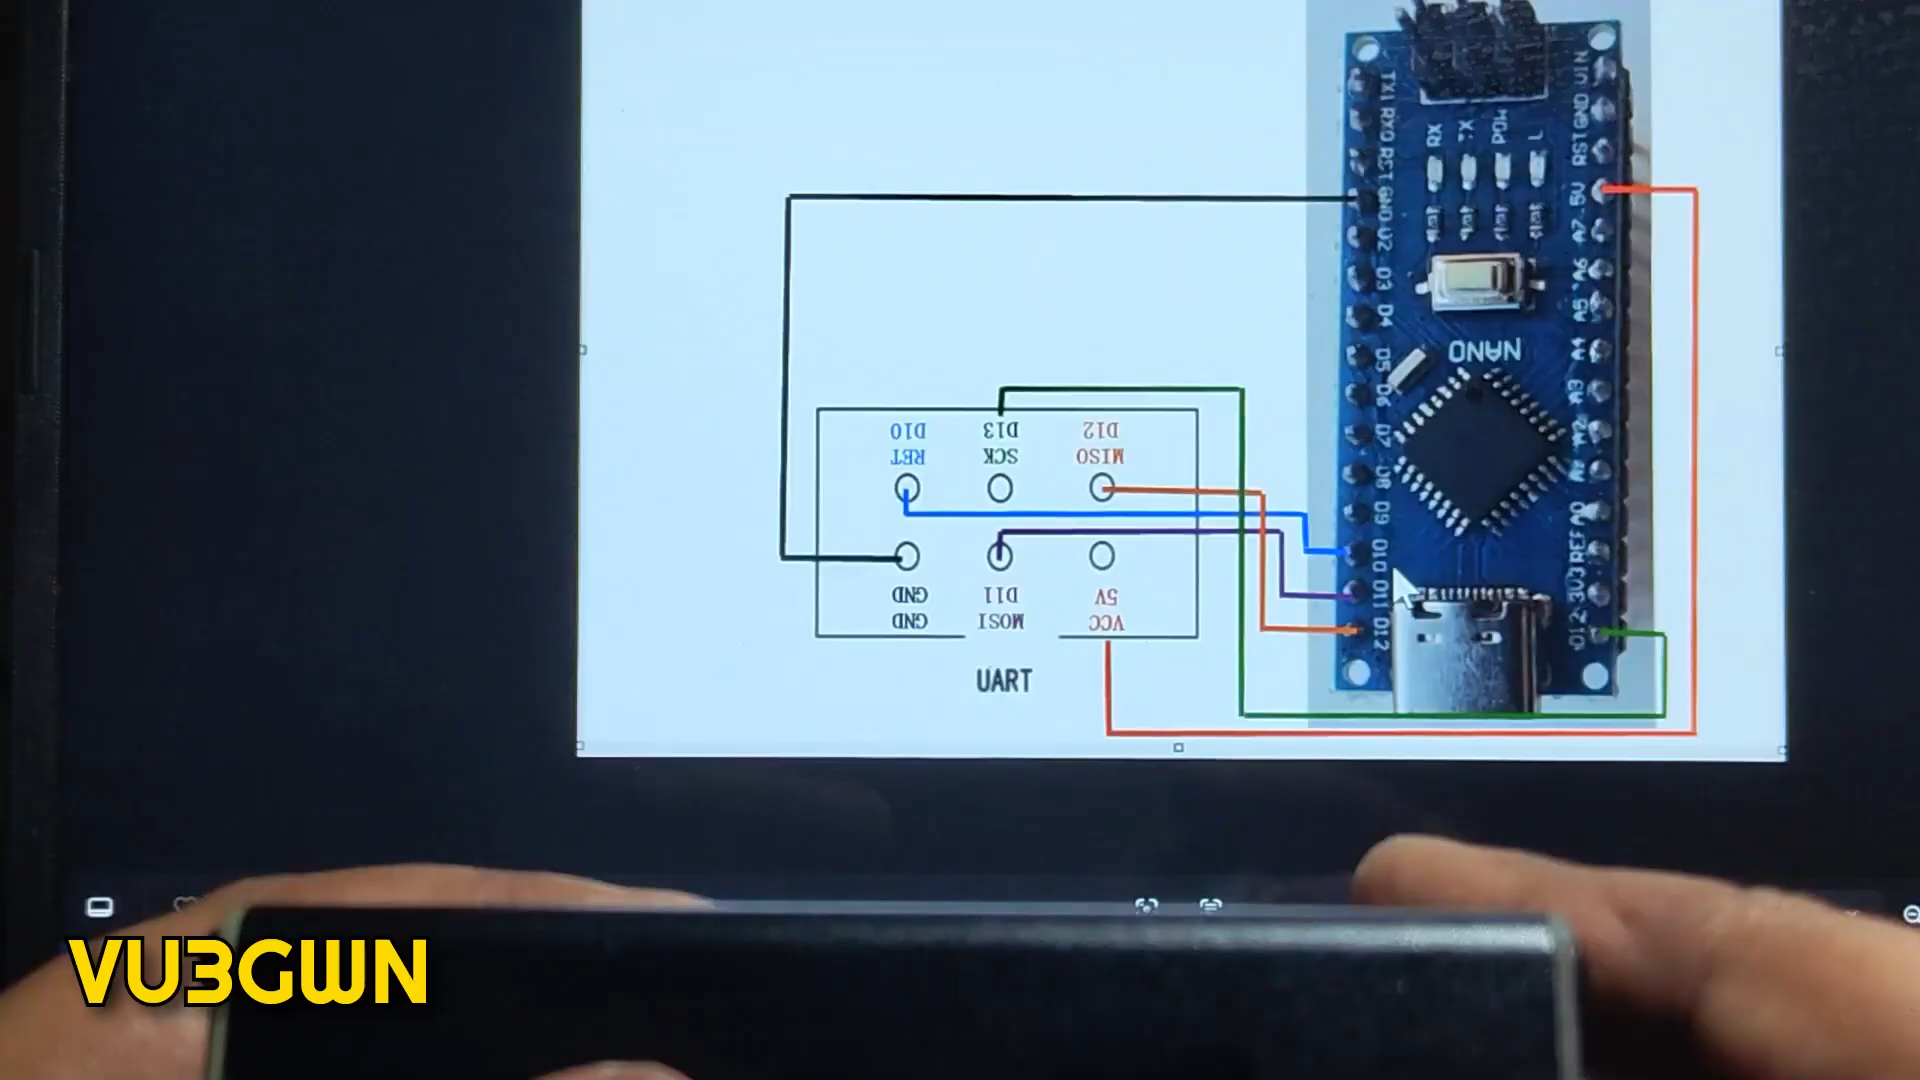 TX1 RX0 RST GND D2 D3 D4 D5 D6 D7 D8 D9 D10 D11 D12
RX TX POW L
VIN GND RST 5V A7 A6 A5 A4 A3 A2 A1 A0 REF 3V3 D12
NANO
D10 D13 D12
RET SCK MISO
GND D11 5V
GND MOSI VCC
UART
VU3GWN